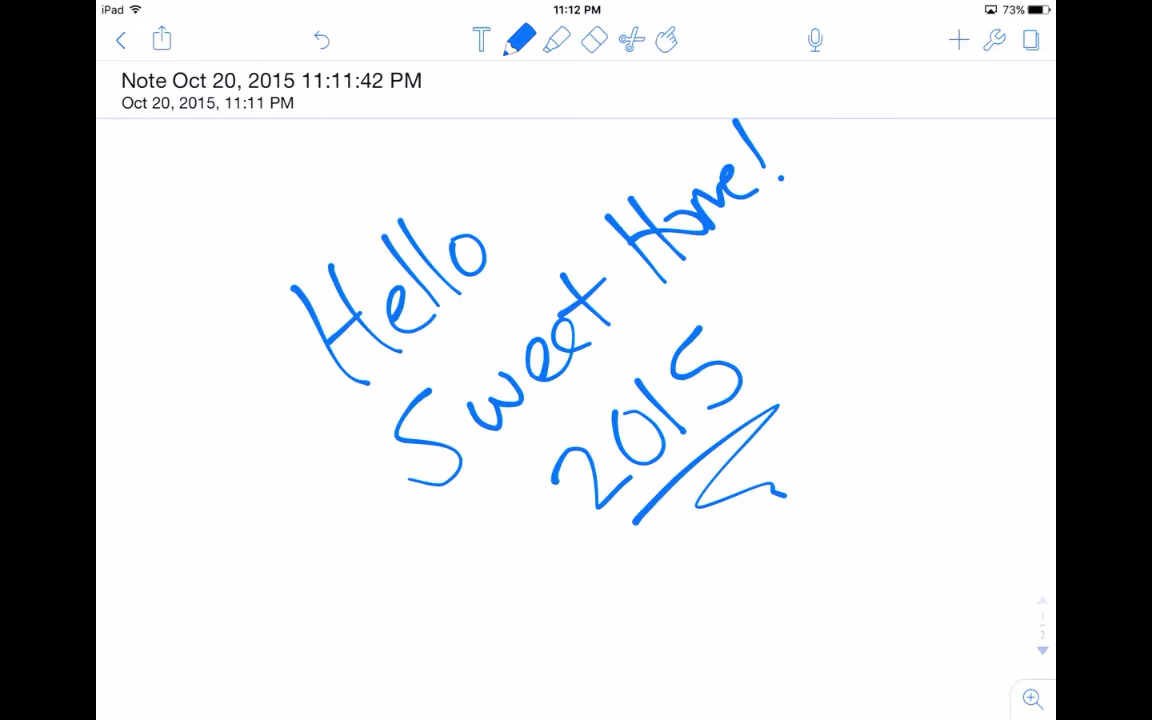 iPad 11:12 PM 73%
T
Note Oct 20, 2015 11:11:42 PM
Oct 20, 2015, 11:11 PM
Hello
Sweet Home!
2015